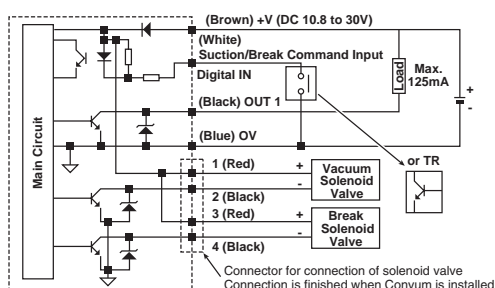 (Brown) +V (DC 10.8 to 30V)
(White)
Suction/Break Command Input
Digital IN
Load
Max.
125mA
+
-
(Black) OUT 1
Main Circuit
(Blue) OV
or TR
1 (Red)
+
Vacuum
Solenoid
Valve
-
2 (Black)
3 (Red)
+
Break
Solenoid
Valve
-
4 (Black)
Connector for connection of solenoid valve
Connection is finished when Convum is installed